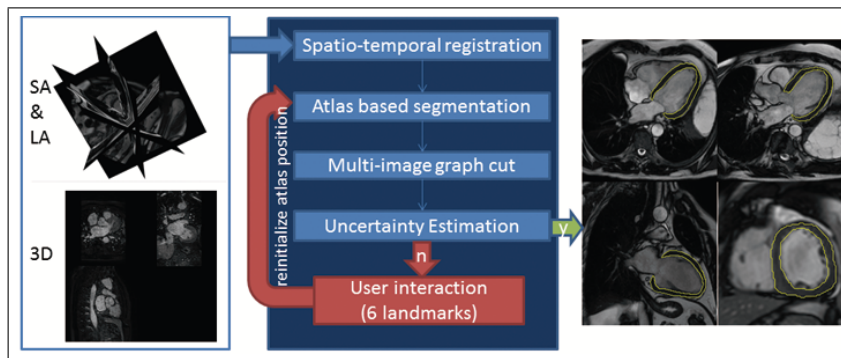 SA
&
LA
3D
Spatio-temporal registration
Atlas based segmentation
Multi-image graph cut
Uncertainty Estimation
y
n
User interaction
(6 landmarks)
reinitialize atlas position